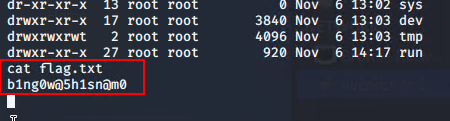 dr-xr-xr-x 13 root root 0 Nov 6 13:02 sys
drwxr-xr-x 17 root root 3840 Nov 6 13:03 dev
drwxrwxrwt 2 root root 4096 Nov 6 13:03 tmp
drwxr-xr-x 27 root root 920 Nov 6 14:17 run
cat flag.txt
b1ng0w@5h1sn@m0